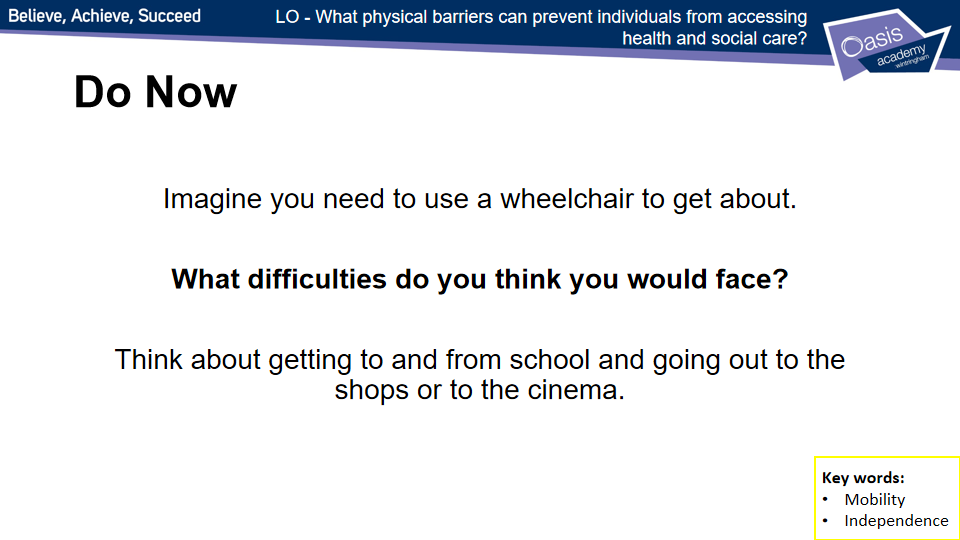 Believe, Achieve, Succeed
LO - What physical barriers can prevent individuals from accessing
health and social care?
Oasis
academy
wintringham
Do Now
Imagine you need to use a wheelchair to get about.
What difficulties do you think you would face?
Think about getting to and from school and going out to the
shops or to the cinema.
Key words:
• Mobility
• Independence